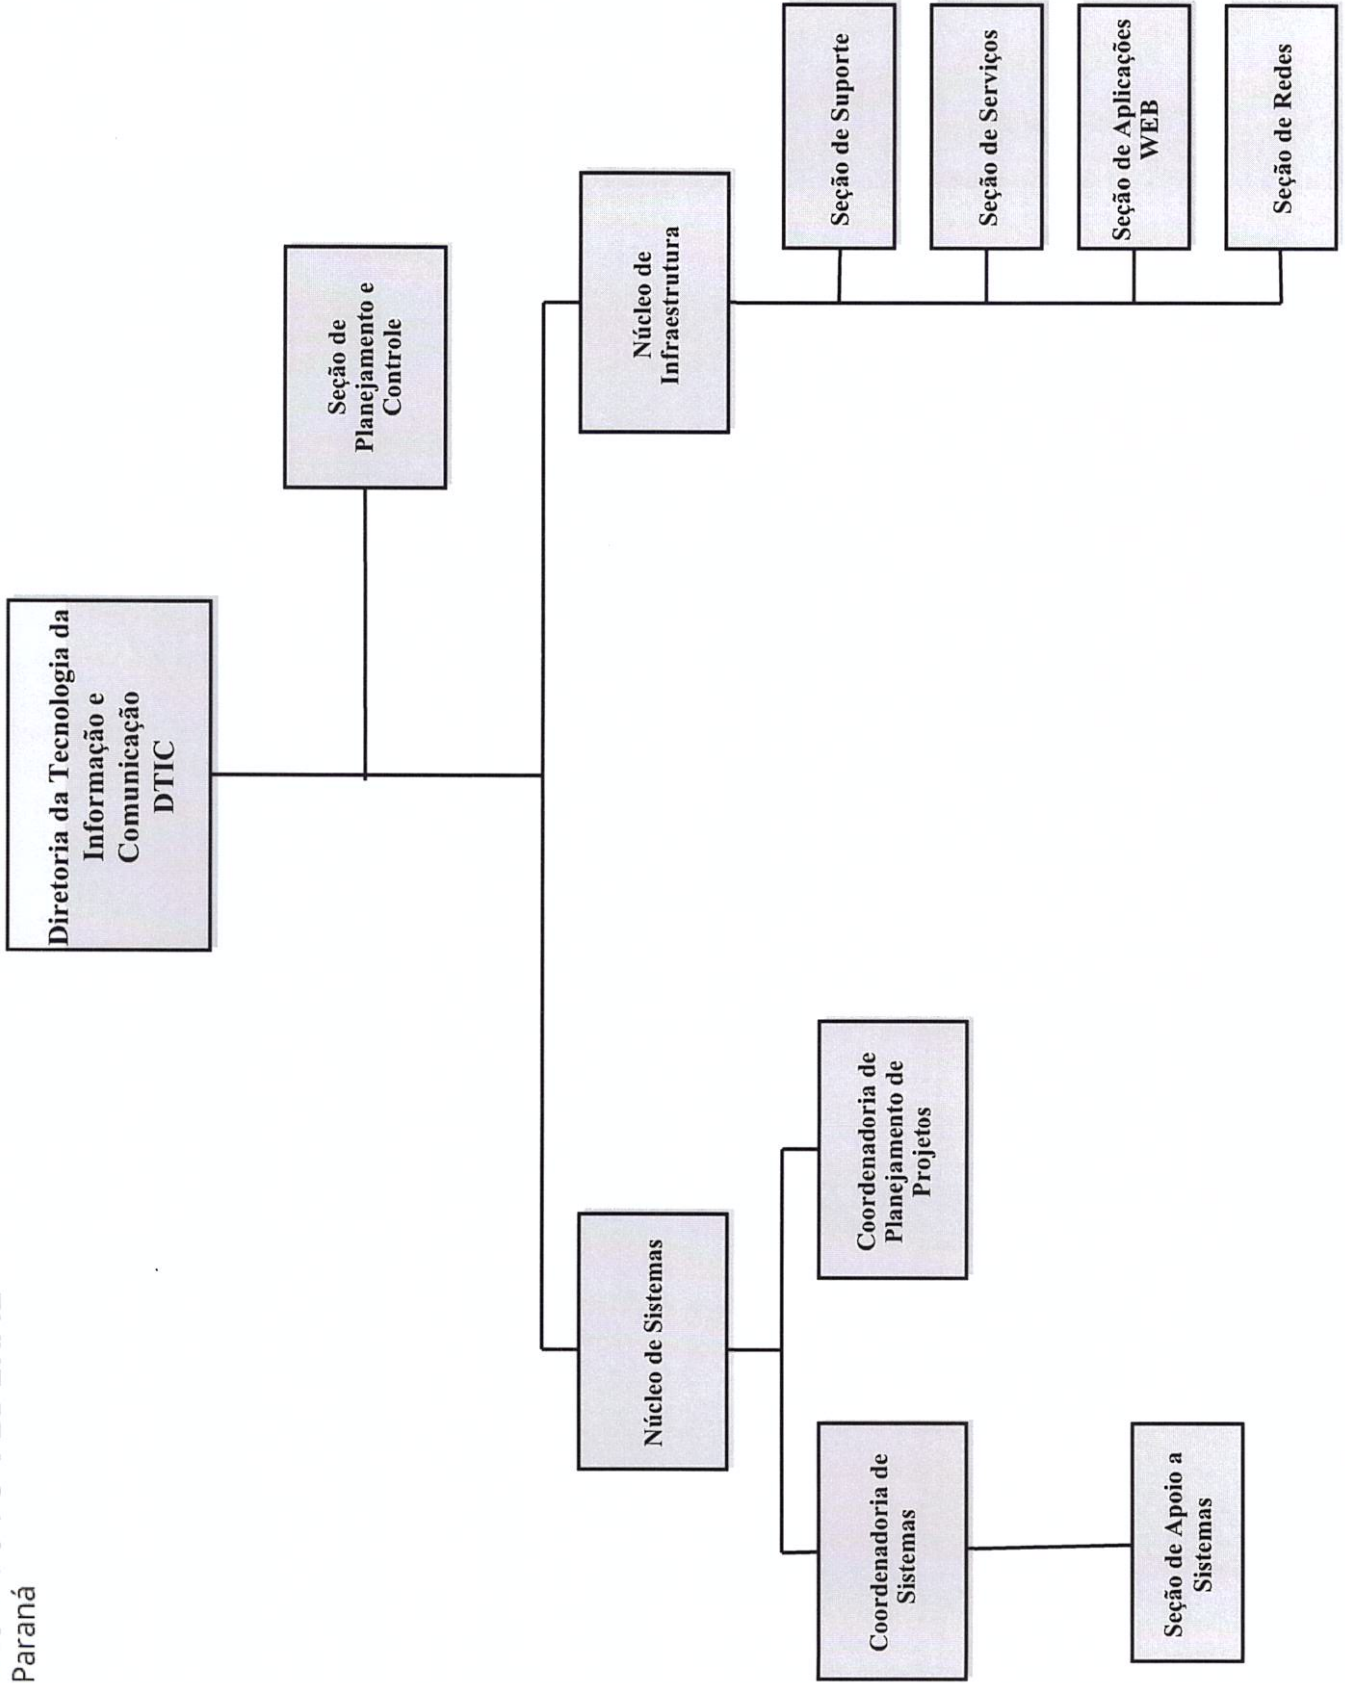 Paraná
Diretoria da Tecnologia da
Informação e
Comunicação
DTIC
Seção de
Planejamento e
Controle
Núcleo de Sistemas
Núcleo de
Infraestrutura
Coordenadoria de
Sistemas
Coordenadoria de
Planejamento de
Projetos
Seção de Apoio a
Sistemas
Seção de Suporte
Seção de Serviços
Seção de Aplicações
WEB
Seção de Redes